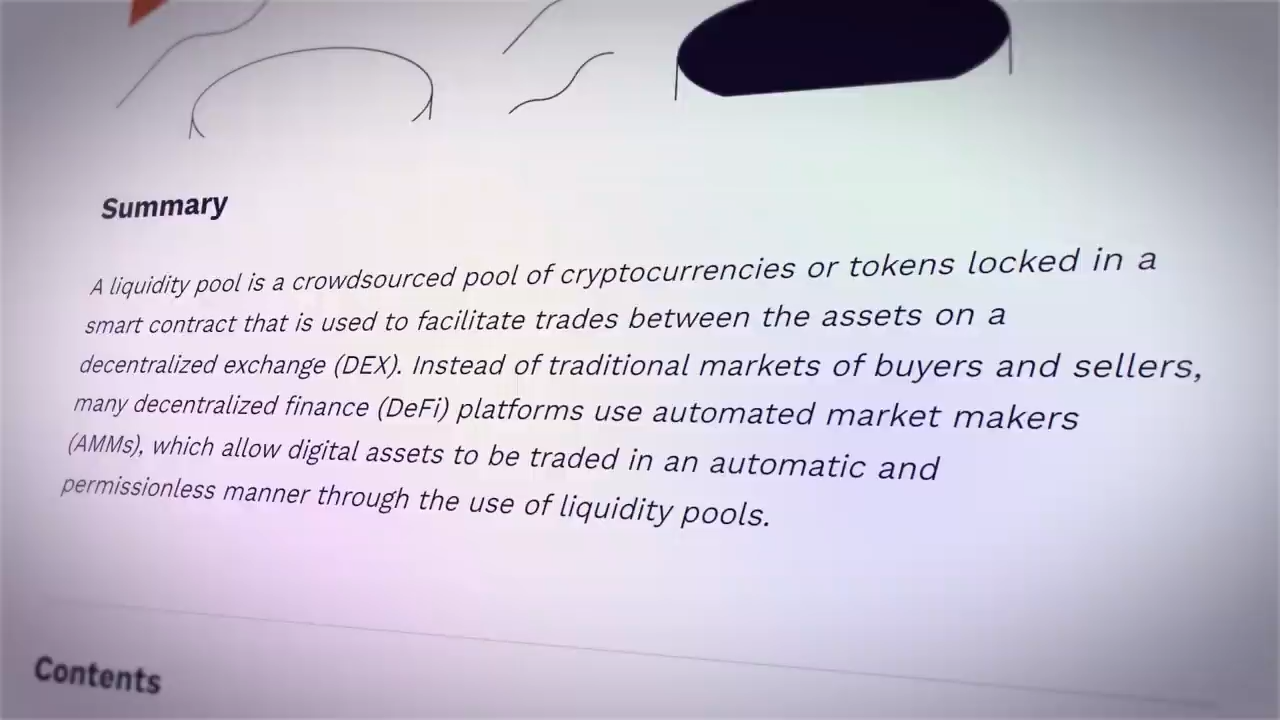 Summary
A liquidity pool is a crowdsourced pool of cryptocurrencies or tokens locked in a
smart contract that is used to facilitate trades between the assets on a
decentralized exchange (DEX). Instead of traditional markets of buyers and sellers,
many decentralized finance (DeFi) platforms use automated market makers
(AMMs), which allow digital assets to be traded in an automatic and
permissionless manner through the use of liquidity pools.
Contents